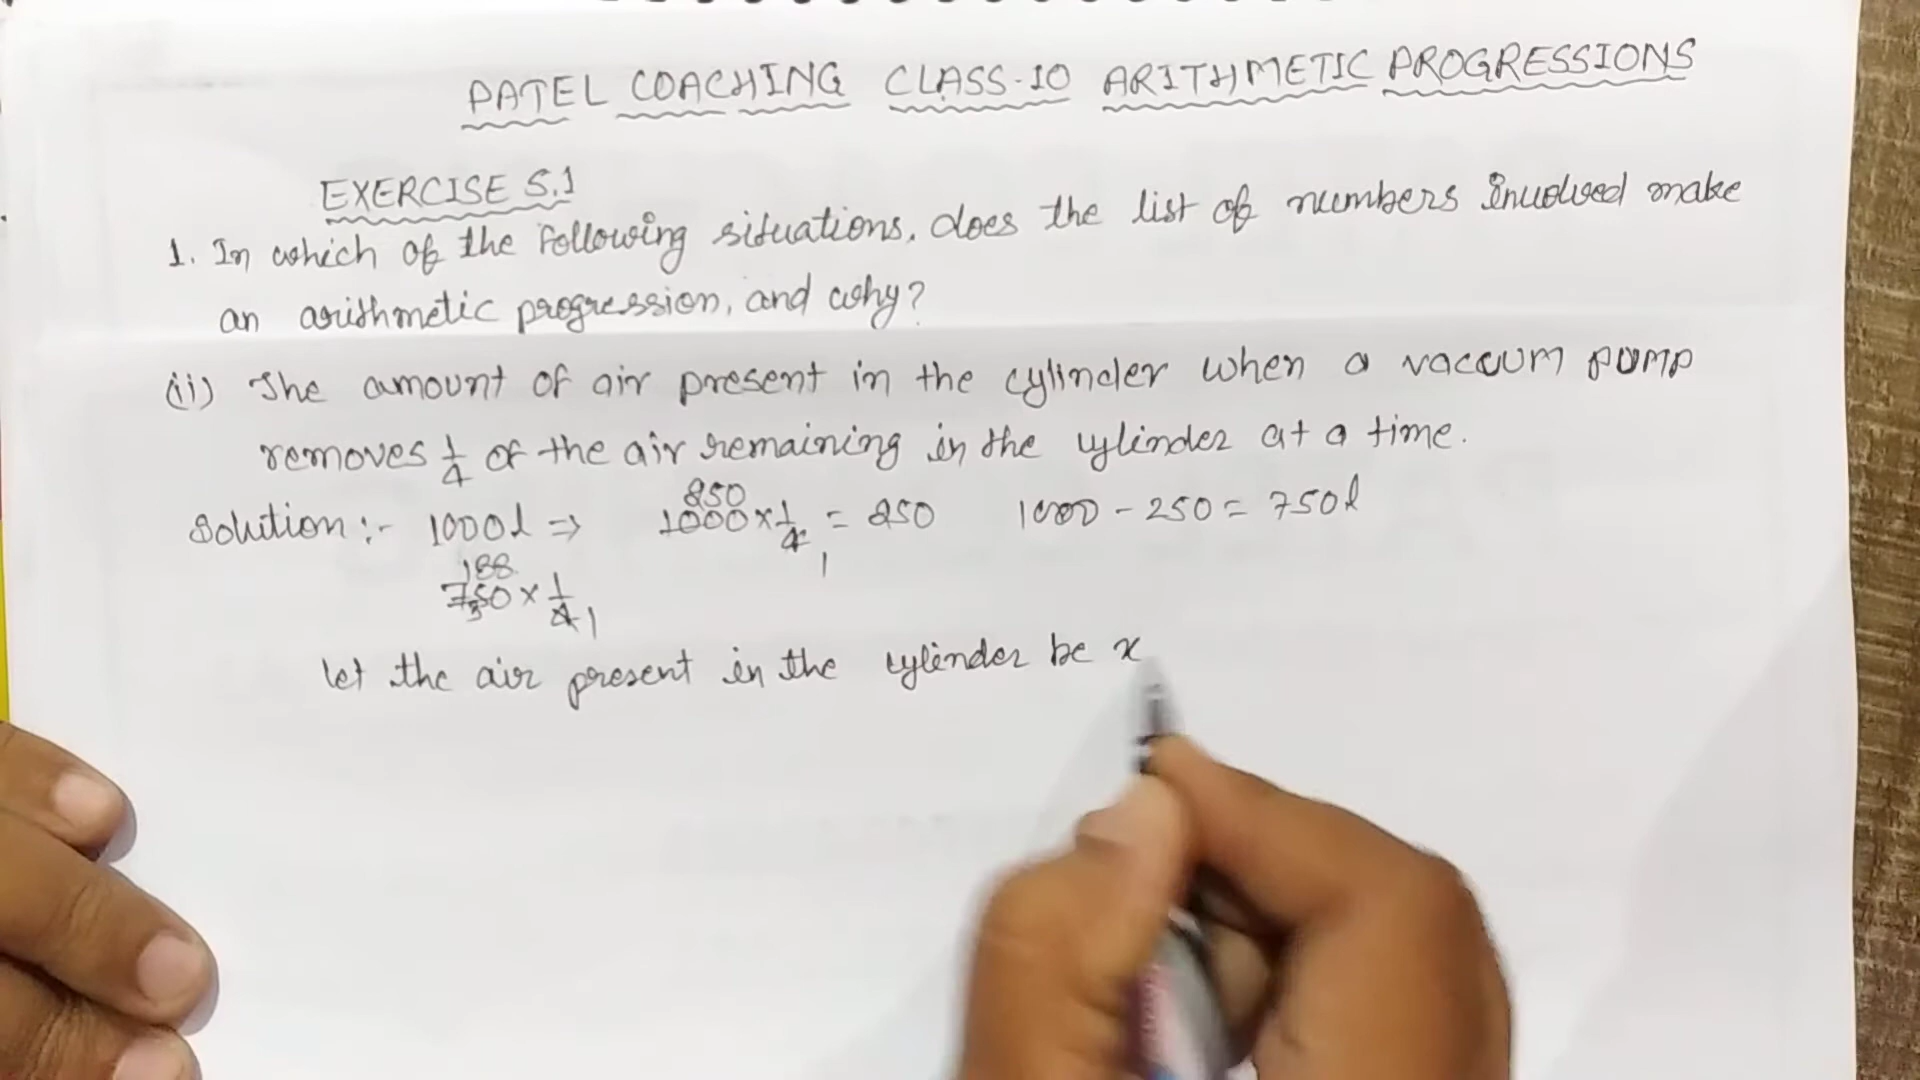 PATEL COACHING CLASS-10 ARITHMETIC PROGRESSIONS
EXERCISE 5.1
1. In which of the following situations, does the list of numbers involved make
an arithmetic progression, and why?
(ii) The amount of air present in the cylinder when a vaccum pump
removes 1/4 of the air remaining in the cylinder at a time.
Solution :- 1000l ⇒ 1000 × 1/4 = 250 1000 - 250 = 750l
750 × 1/4
let the air present in the cylinder be x